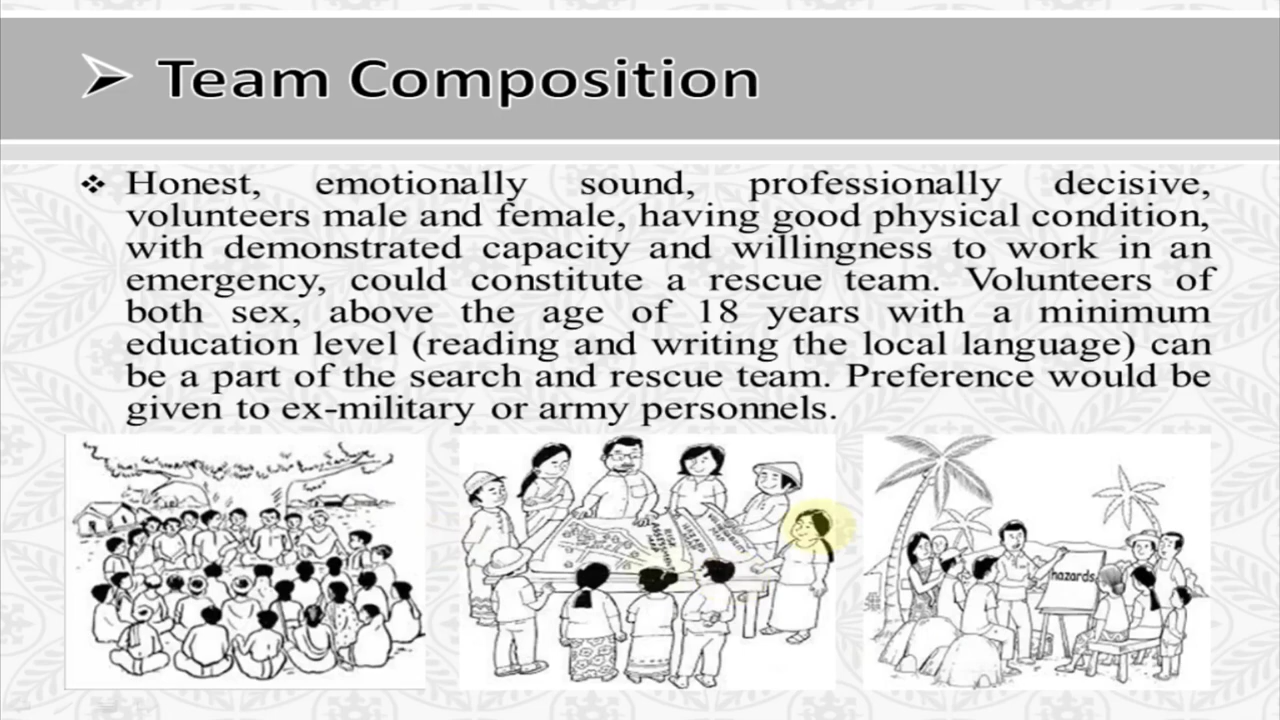 Team Composition
Honest, emotionally sound, professionally decisive,
volunteers male and female, having good physical condition,
with demonstrated capacity and willingness to work in an
emergency, could constitute a rescue team. Volunteers of
both sex, above the age of 18 years with a minimum
education level (reading and writing the local language) can
be a part of the search and rescue team. Preference would be
given to ex-military or army personnels.
hazards